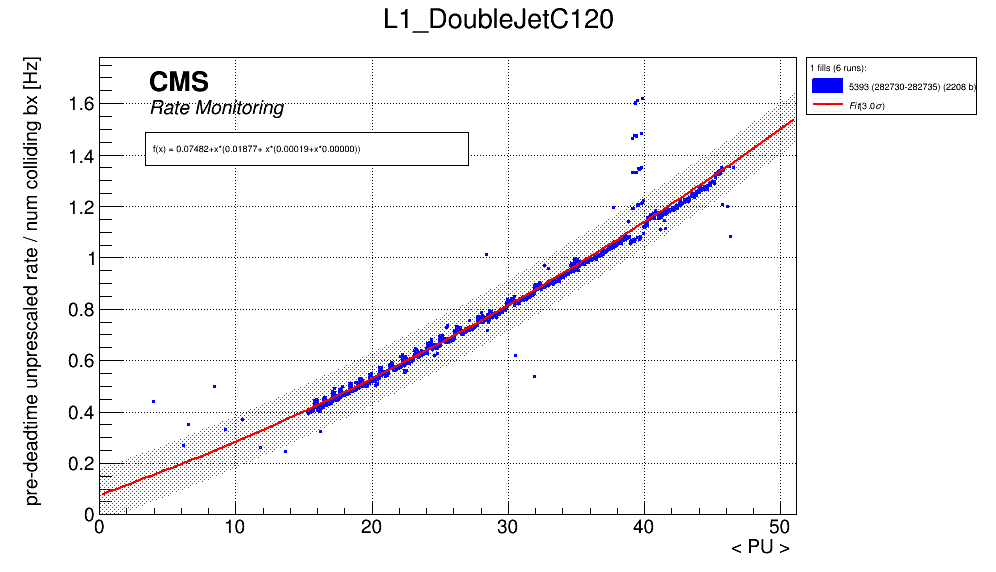 L1_DoubleJetC120
pre-deadtime unprescaled rate / num colliding bx [Hz]
CMS
Rate Monitoring
f(x) = 0.07482+x*(0.01877+ x*(0.00019+x*0.00000))
1 fills (6 runs):
5393 (282730-282735) (2208 b)
Fit(3.0σ)
1.6
1.4
1.2
1
0.8
0.6
0.4
0.2
0
0 10 20 30 40 50
< PU >